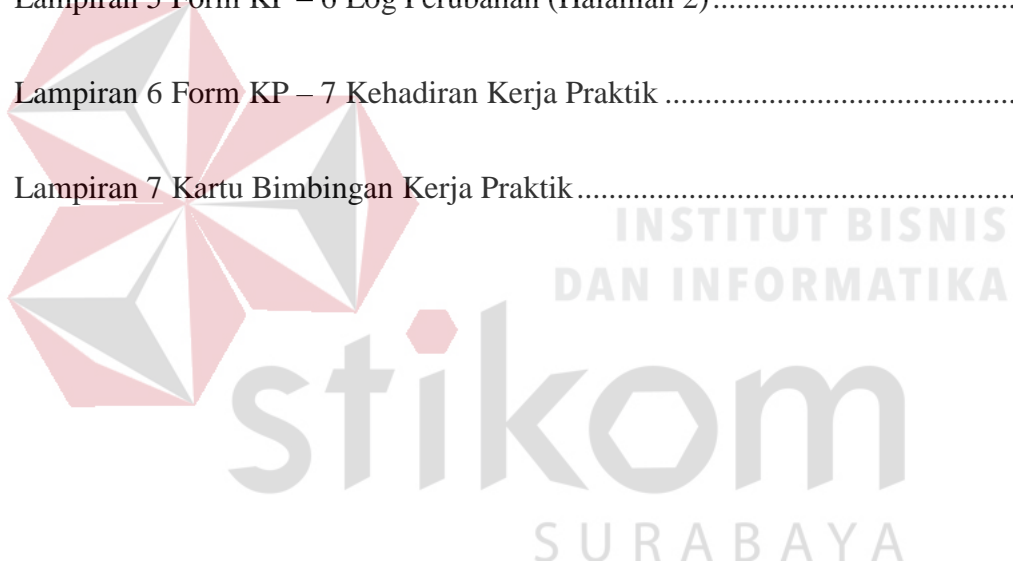 Lampiran 5 Form KP – 6 Log Perubahan (Halaman 2)........................................
Lampiran 6 Form KP – 7 Kehadiran Kerja Praktik ..............................................
Lampiran 7 Kartu Bimbingan Kerja Praktik.........................................................
INSTITUT BISNIS
DAN INFORMATIKA
stikom
SURABAYA